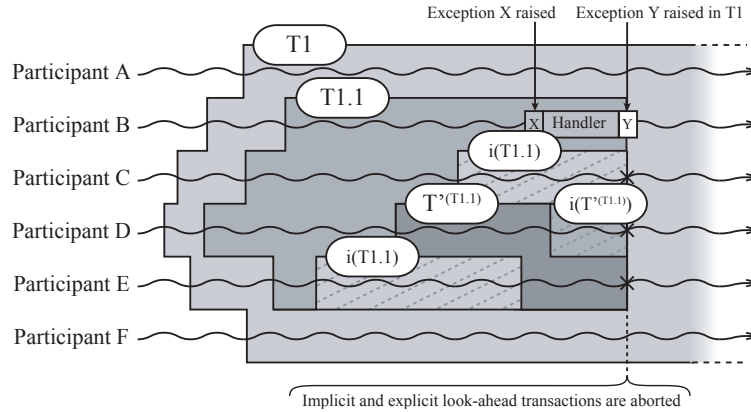 Exception X raised
Exception Y raised in T1
T1
Participant A
T1.1
Participant B
X
Handler
Y
i(T1.1)
Participant C
T'(T1.1)
i(T'(T1.1))
Participant D
i(T1.1)
Participant E
Participant F
Implicit and explicit look-ahead transactions are aborted